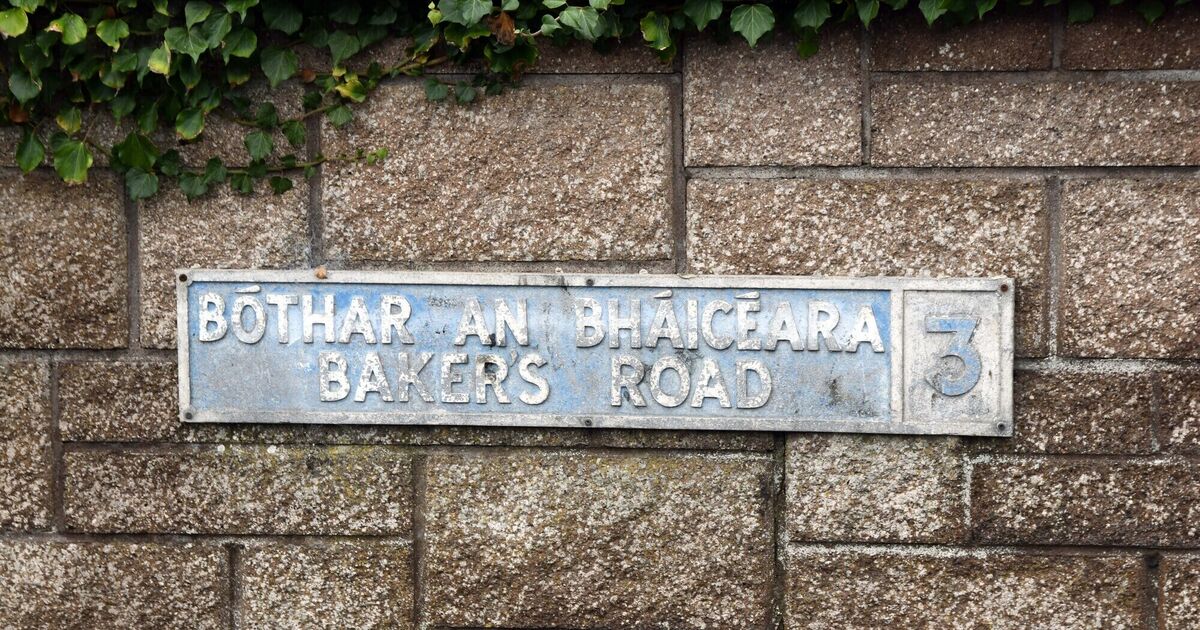 BÓTHAR AN BHÁICÉARA
BAKER'S ROAD
3